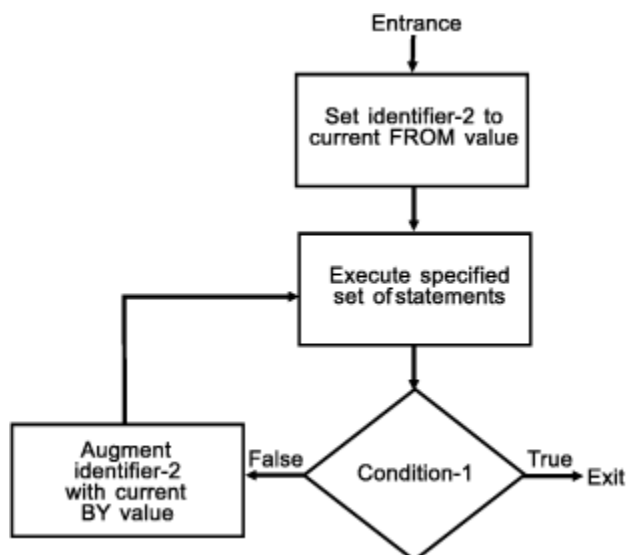 Entrance
Set identifier-2 to
current FROM value
Execute specified
set of statements
Condition-1
True
Exit
False
Augment
identifier-2
with current
BY value